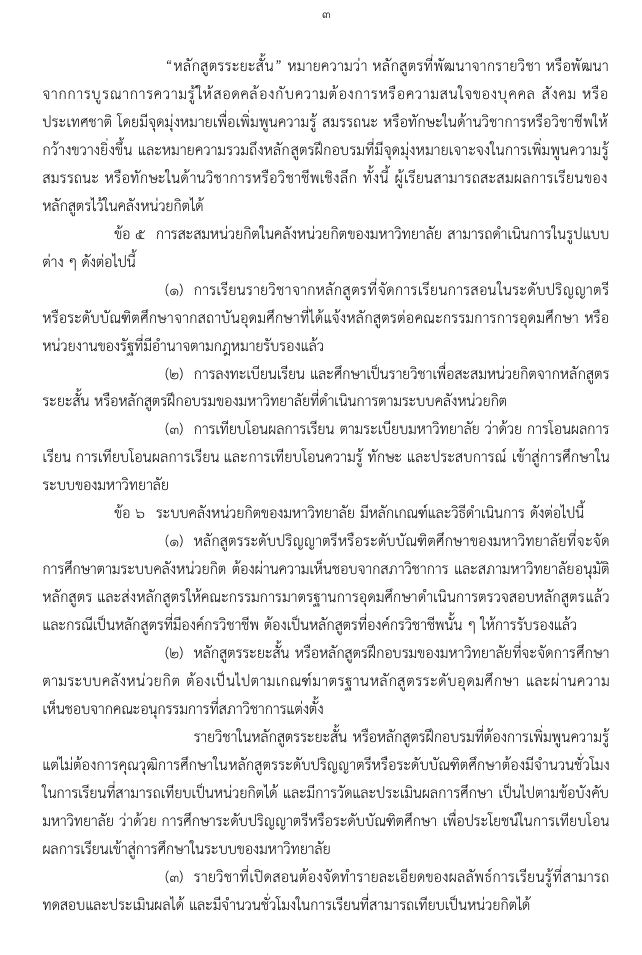 ๓
“หลักสูตรระยะสั้น” หมายความว่า หลักสูตรที่พัฒนาจากรายวิชา หรือพัฒนา
จากการบูรณาการความรู้ให้สอดคล้องกับความต้องการหรือความสนใจของบุคคล สังคม หรือ
ประเทศชาติ โดยมีจุดมุ่งหมายเพื่อเพิ่มพูนความรู้ สมรรถนะ หรือทักษะในด้านวิชาการหรือวิชาชีพให้
กว้างขวางยิ่งขึ้น และหมายความรวมถึงหลักสูตรฝึกอบรมที่มีจุดมุ่งหมายเจาะจงในการเพิ่มพูนความรู้
สมรรถนะ หรือทักษะในด้านวิชาการหรือวิชาชีพเชิงลึก ทั้งนี้ ผู้เรียนสามารถสะสมผลการเรียนของ
หลักสูตรไว้ในคลังหน่วยกิตได้
ข้อ ๕ การสะสมหน่วยกิตในคลังหน่วยกิตของมหาวิทยาลัย สามารถดำเนินการในรูปแบบ
ต่าง ๆ ดังต่อไปนี้
(๑) การเรียนรายวิชาจากหลักสูตรที่จัดการเรียนการสอนในระดับปริญญาตรี
หรือระดับบัณฑิตศึกษาจากสถาบันอุดมศึกษาที่ได้แจ้งหลักสูตรต่อคณะกรรมการการอุดมศึกษา หรือ
หน่วยงานของรัฐที่มีอำนาจตามกฎหมายรับรองแล้ว
(๒) การลงทะเบียนเรียน และศึกษาเป็นรายวิชาเพื่อสะสมหน่วยกิตจากหลักสูตร
ระยะสั้น หรือหลักสูตรฝึกอบรมของมหาวิทยาลัยที่ดำเนินการตามระบบคลังหน่วยกิต
(๓) การเทียบโอนผลการเรียน ตามระเบียบมหาวิทยาลัย ว่าด้วย การโอนผลการ
เรียน การเทียบโอนผลการเรียน และการเทียบโอนความรู้ ทักษะ และประสบการณ์ เข้าสู่การศึกษาใน
ระบบของมหาวิทยาลัย
ข้อ ๖ ระบบคลังหน่วยกิตของมหาวิทยาลัย มีหลักเกณฑ์และวิธีดำเนินการ ดังต่อไปนี้
(๑) หลักสูตรระดับปริญญาตรีหรือระดับบัณฑิตศึกษาของมหาวิทยาลัยที่จะจัด
การศึกษาตามระบบคลังหน่วยกิต ต้องผ่านความเห็นชอบจากสภาวิชาการ และสภามหาวิทยาลัยอนุมัติ
หลักสูตร และส่งหลักสูตรให้คณะกรรมการมาตรฐานการอุดมศึกษาดำเนินการตรวจสอบหลักสูตรแล้ว
และกรณีเป็นหลักสูตรที่มีองค์กรวิชาชีพ ต้องเป็นหลักสูตรที่องค์กรวิชาชีพนั้น ๆ ให้การรับรองแล้ว
(๒) หลักสูตรระยะสั้น หรือหลักสูตรฝึกอบรมของมหาวิทยาลัยที่จะจัดการศึกษา
ตามระบบคลังหน่วยกิต ต้องเป็นไปตามเกณฑ์มาตรฐานหลักสูตรระดับอุดมศึกษา และผ่านความ
เห็นชอบจากคณะอนุกรรมการที่สภาวิชาการแต่งตั้ง
รายวิชาในหลักสูตรระยะสั้น หรือหลักสูตรฝึกอบรมที่ต้องการเพิ่มพูนความรู้
แต่ไม่ต้องการคุณวุฒิการศึกษาในหลักสูตรระดับปริญญาตรีหรือระดับบัณฑิตศึกษาต้องมีจำนวนชั่วโมง
ในการเรียนที่สามารถเทียบเป็นหน่วยกิตได้ และมีการวัดและประเมินผลการศึกษา เป็นไปตามข้อบังคับ
มหาวิทยาลัย ว่าด้วย การศึกษาระดับปริญญาตรีหรือระดับบัณฑิตศึกษา เพื่อประโยชน์ในการเทียบโอน
ผลการเรียนเข้าสู่การศึกษาในระบบของมหาวิทยาลัย
(๓) รายวิชาที่เปิดสอนต้องจัดทำรายละเอียดของผลลัพธ์การเรียนรู้ที่สามารถ
ทดสอบและประเมินผลได้ และมีจำนวนชั่วโมงในการเรียนที่สามารถเทียบเป็นหน่วยกิตได้